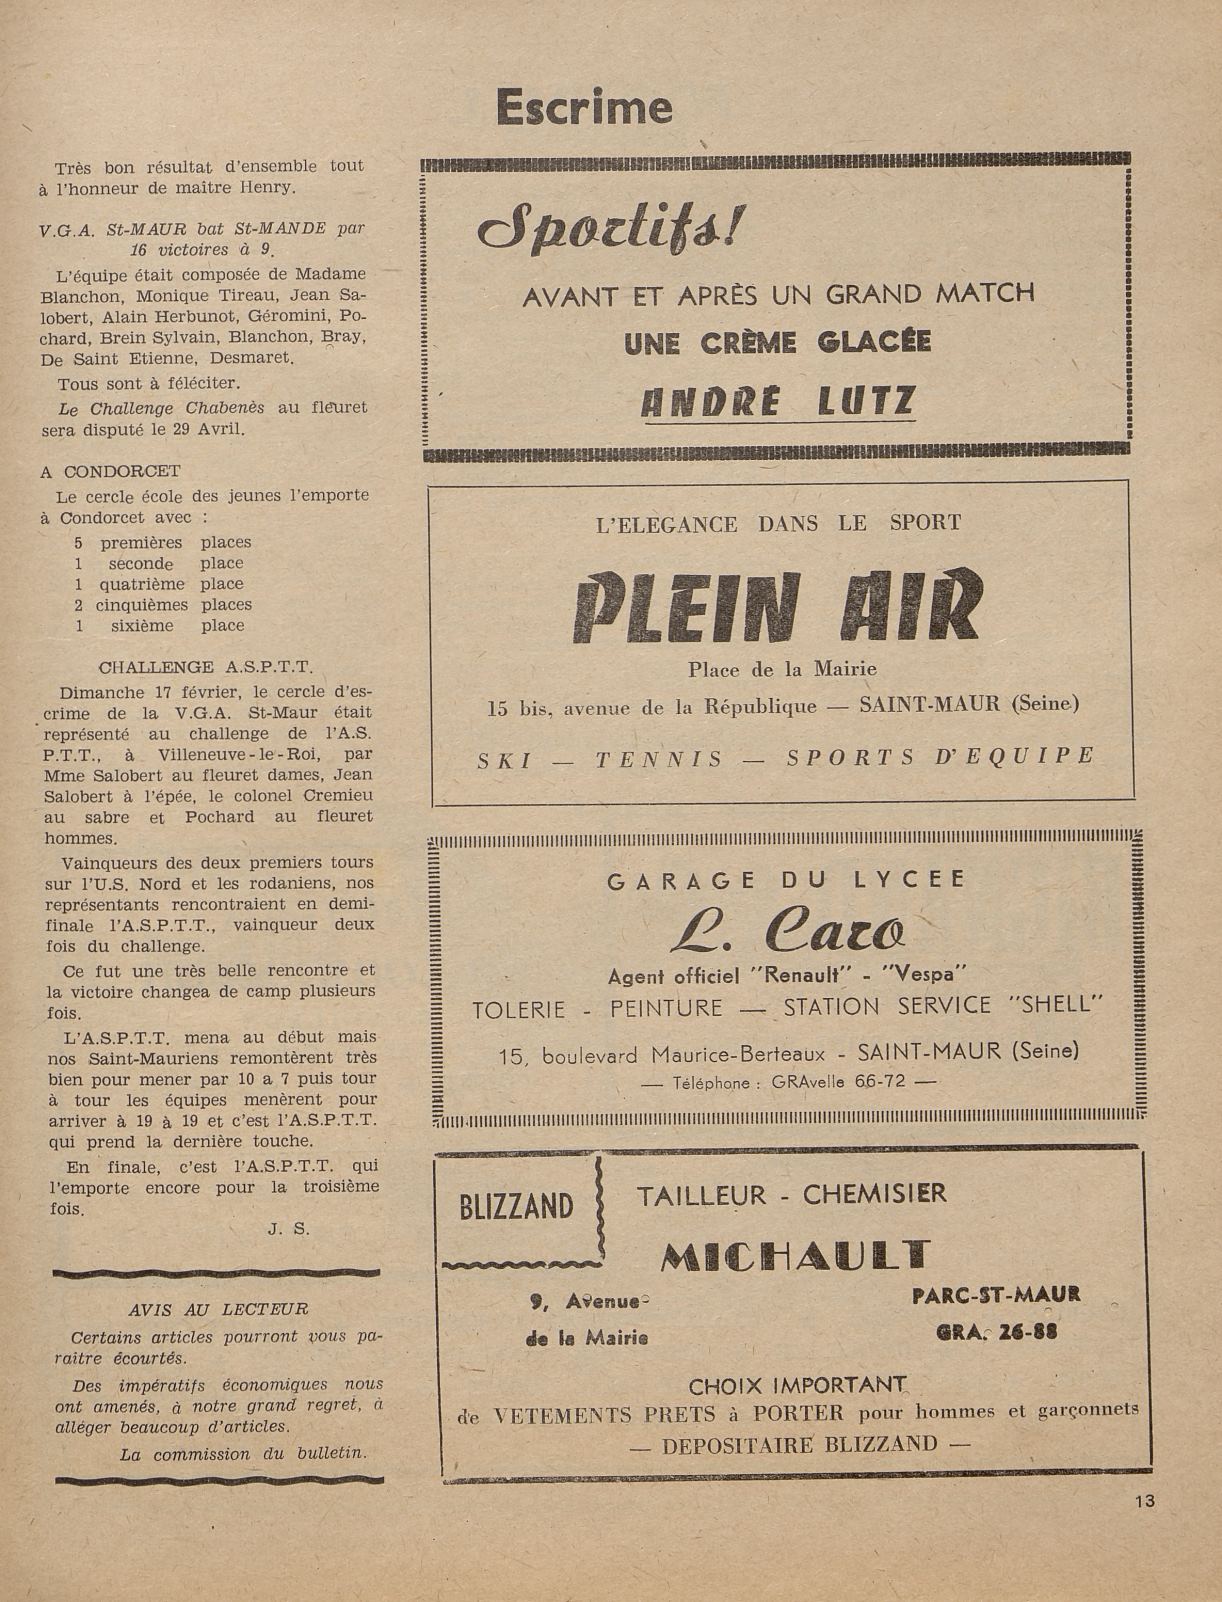 Escrime
Très bon résultat d'ensemble tout
à l'honneur de maître Henry.
V.G.A. St-MAUR bat St-MANDE par
16 victoires à 9.
L'équipe était composée de Madame
Blanchon, Monique Tireau, Jean Sa-
lobert, Alain Herbunot, Géromini, Po-
chard, Brein Sylvain, Blanchon, Bray,
De Saint Etienne, Desmaret.
Tous sont à féléciter.
Le Challenge Chabenès au fleuret
sera disputé le 29 Avril.
A CONDORCET
Le cercle école des jeunes l'emporte
à Condorcet avec :
5 premières places
1 seconde place
1 quatrième place
2 cinquièmes places
1 sixième place
CHALLENGE A.S.P.T.T.
Dimanche 17 février, le cercle d'es-
crime de la V.G.A. St-Maur était
représenté au challenge de l'A.S.
P.T.T., à Villeneuve-le-Roi, par
Mme Salobert au fleuret dames, Jean
Salobert à l'épée, le colonel Cremieu
au sabre et Pochard au fleuret
hommes.
Vainqueurs des deux premiers tours
sur l'U.S. Nord et les rodaniens, nos
représentants rencontraient en demi-
finale l'A.S.P.T.T., vainqueur deux
fois du challenge.
Ce fut une très belle rencontre et
la victoire changea de camp plusieurs
fois.
L'A.S.P.T.T. mena au début mais
nos Saint-Mauriens remontèrent très
bien pour mener par 10 a 7 puis tour
à tour les équipes menèrent pour
arriver à 19 à 19 et c'est l'A.S.P.T.T.
qui prend la dernière touche.
En finale, c'est l'A.S.P.T.T. qui
l'emporte encore pour la troisième
fois.
J. S.
AVIS AU LECTEUR
Certains articles pourront vous pa-
raître écourtés.
Des impératifs économiques nous
ont amenés, à notre grand regret, à
alléger beaucoup d'articles.
La commission du bulletin.
Sportifs!
AVANT ET APRÈS UN GRAND MATCH
UNE CRÈME GLACÉE
ANDRÉ LUTZ
L'ELEGANCE DANS LE SPORT
PLEIN AIR
Place de la Mairie
15 bis, avenue de la République — SAINT-MAUR (Seine)
SKI — TENNIS — SPORTS D'EQUIPE
GARAGE DU LYCEE
L. Caro
Agent officiel "Renault" - "Vespa"
TOLERIE - PEINTURE — STATION SERVICE "SHELL"
15, boulevard Maurice-Berteaux - SAINT-MAUR (Seine)
— Téléphone : GRAvelle 66-72 —
BLIZZAND
TAILLEUR - CHEMISIER
MICHAULT
9, Avenue
de la Mairie
PARC-ST-MAUR
GRA. 26-88
CHOIX IMPORTANT
de VETEMENTS PRETS à PORTER pour hommes et garçonnets
— DEPOSITAIRE BLIZZAND —
13